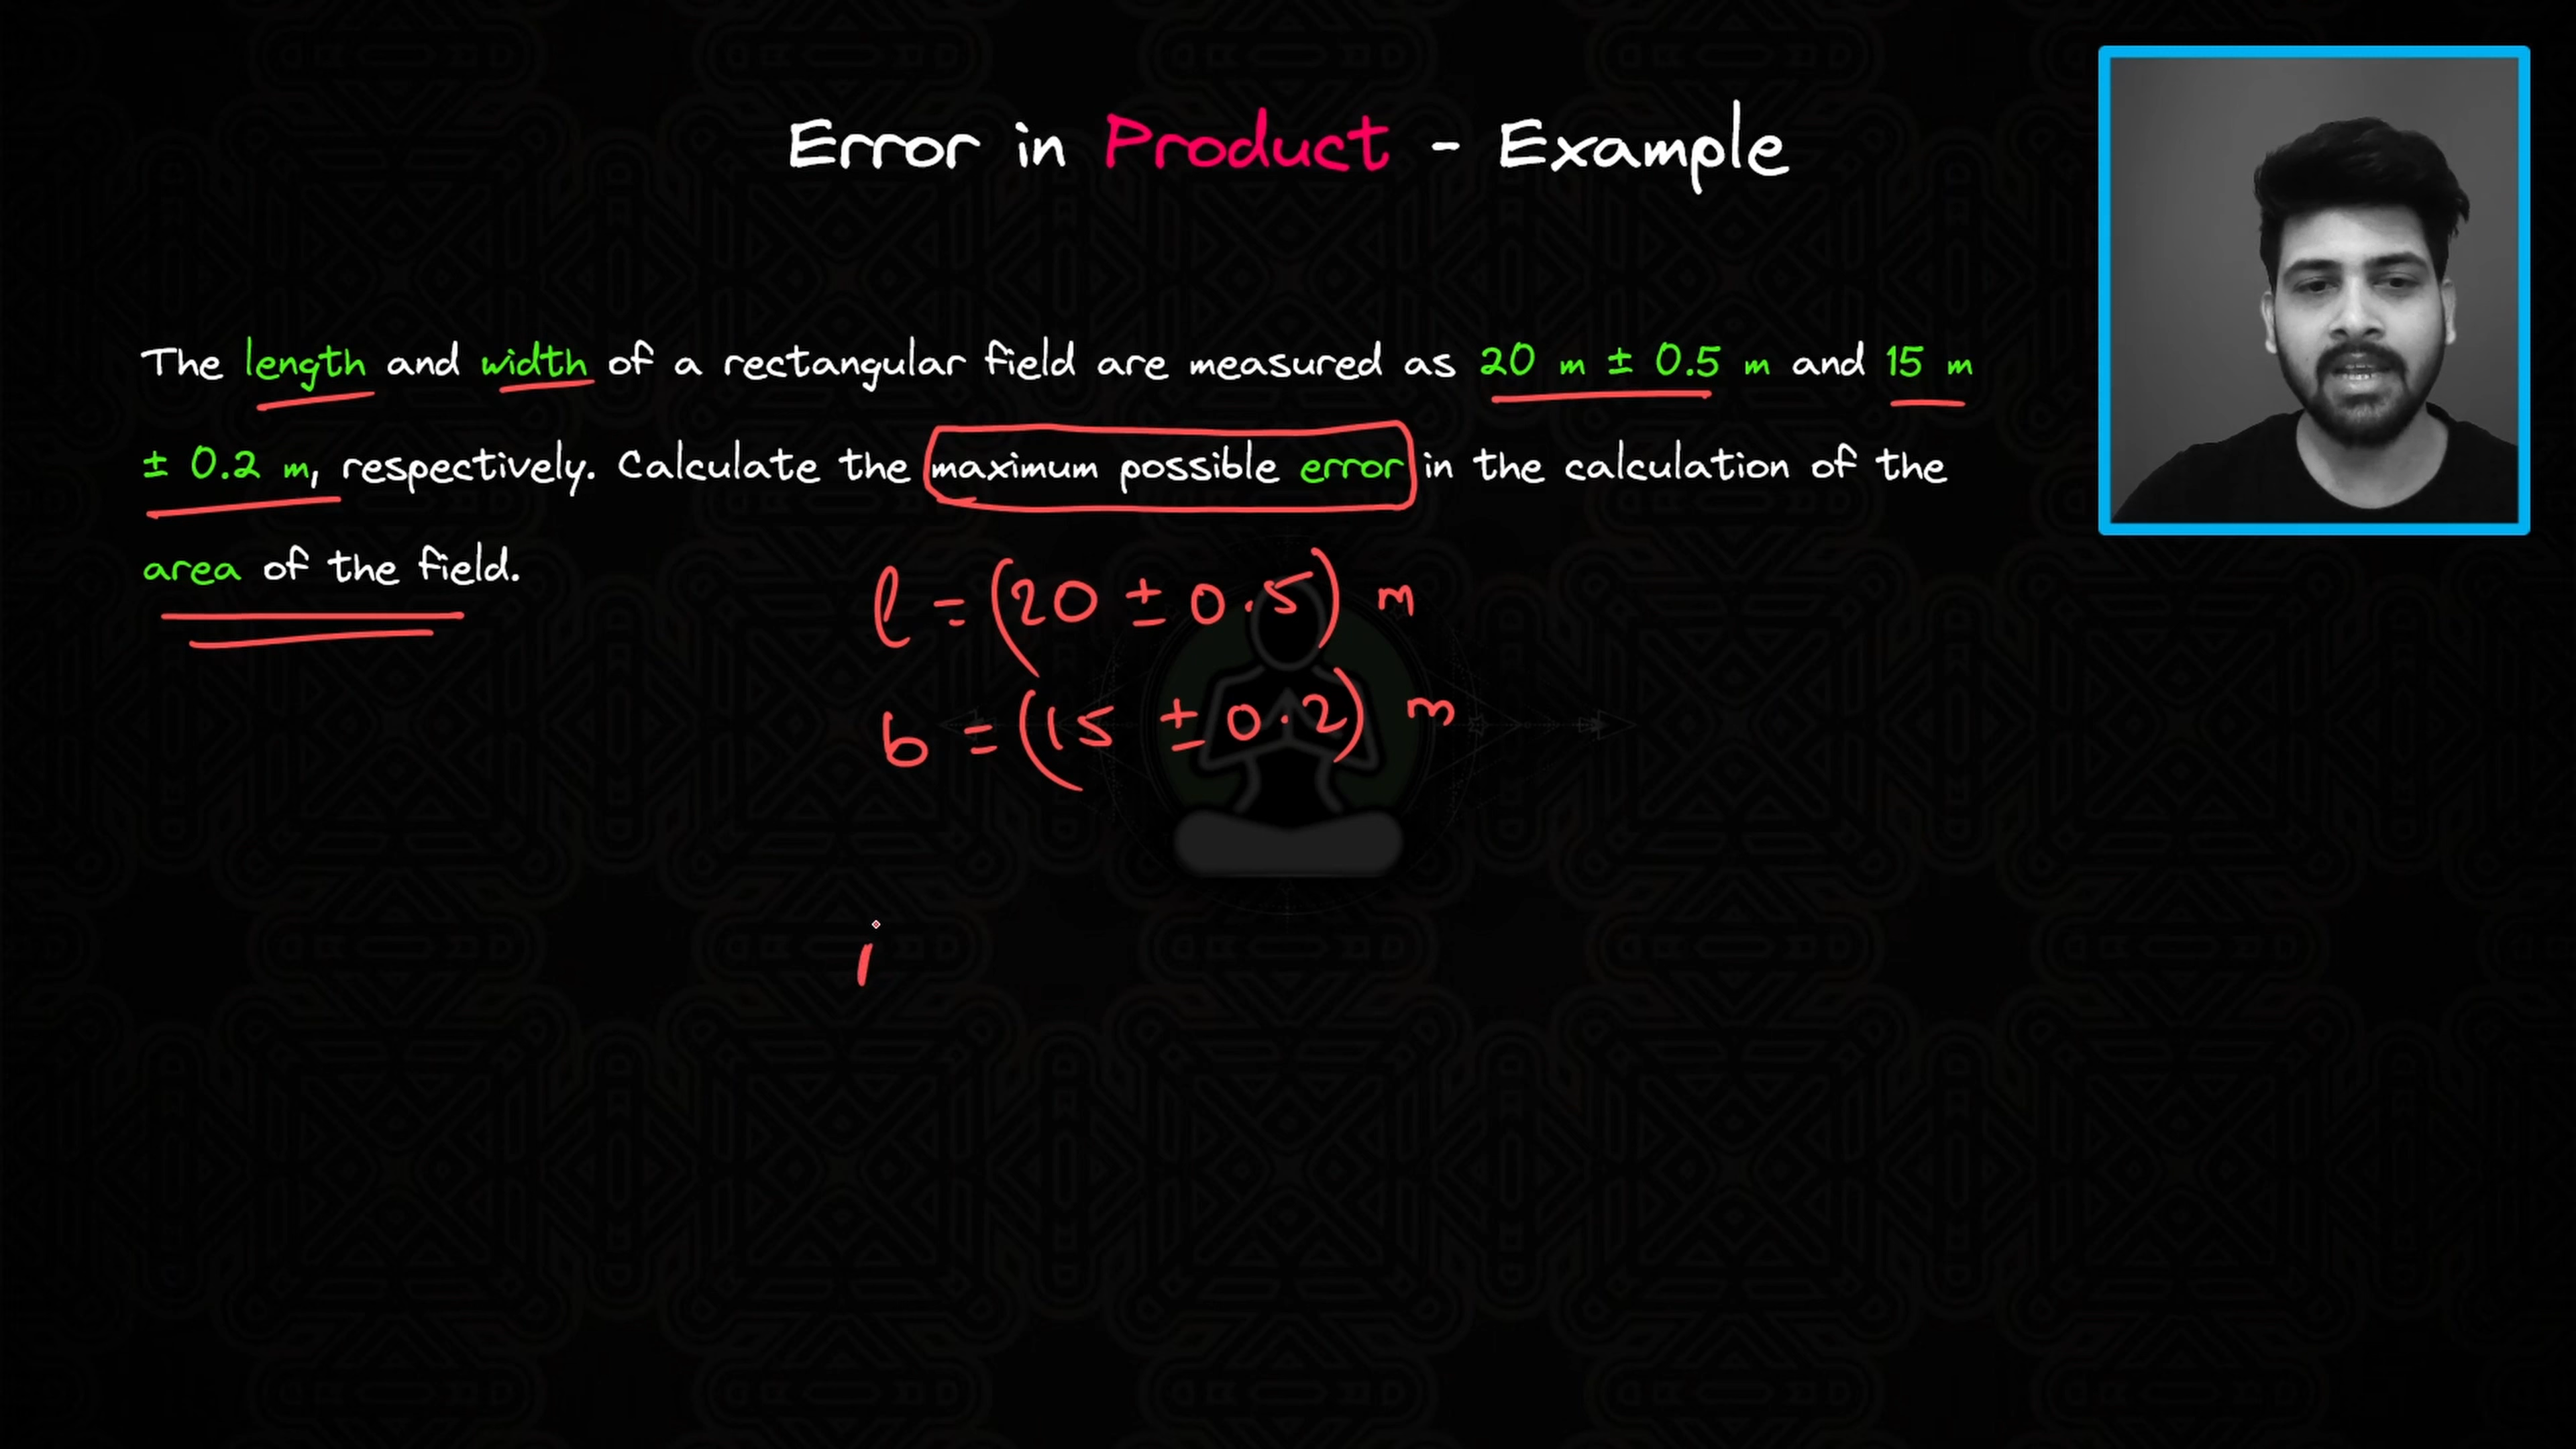 Error in Product - Example
The length and width of a rectangular field are measured as 20 m ± 0.5 m and 15 m
± 0.2 m, respectively. Calculate the maximum possible error in the calculation of the
area of the field.
l = (20 ± 0.5) m
b = (15 ± 0.2) m